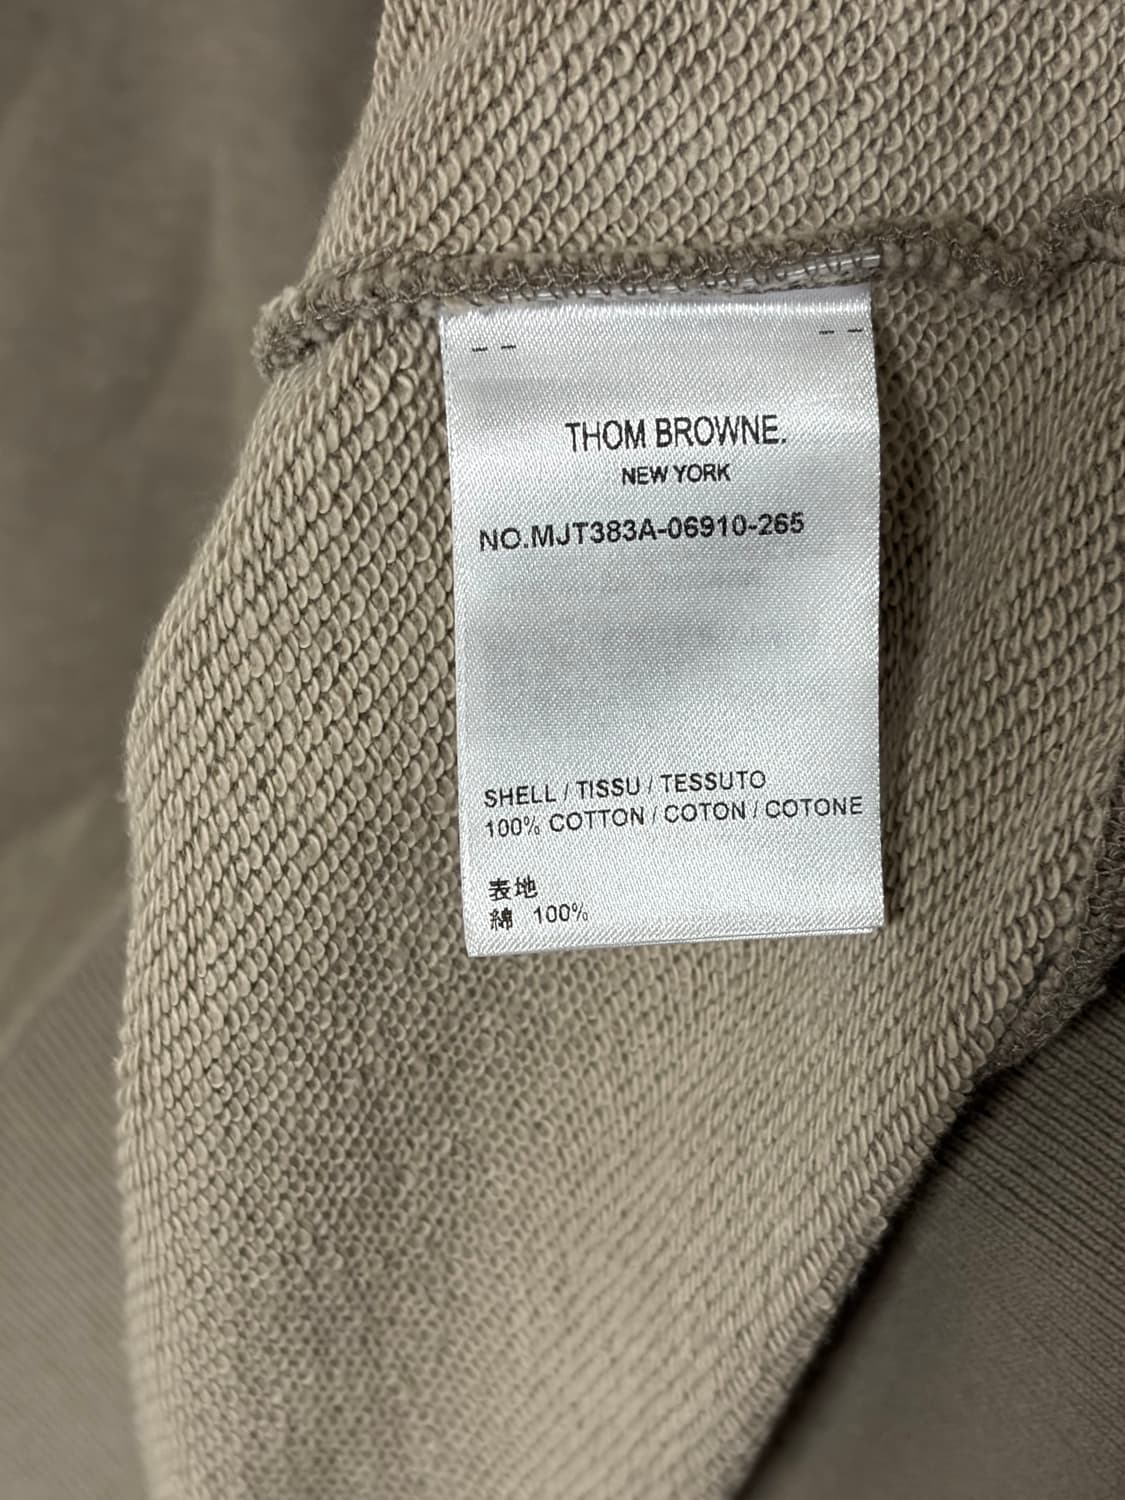 THOM BROWNE.
NEW YORK
NO.MJT383A-06910-265
SHELL / TISSU / TESSUTO
100% COTTON / COTON / COTONE
表地
綿 100%